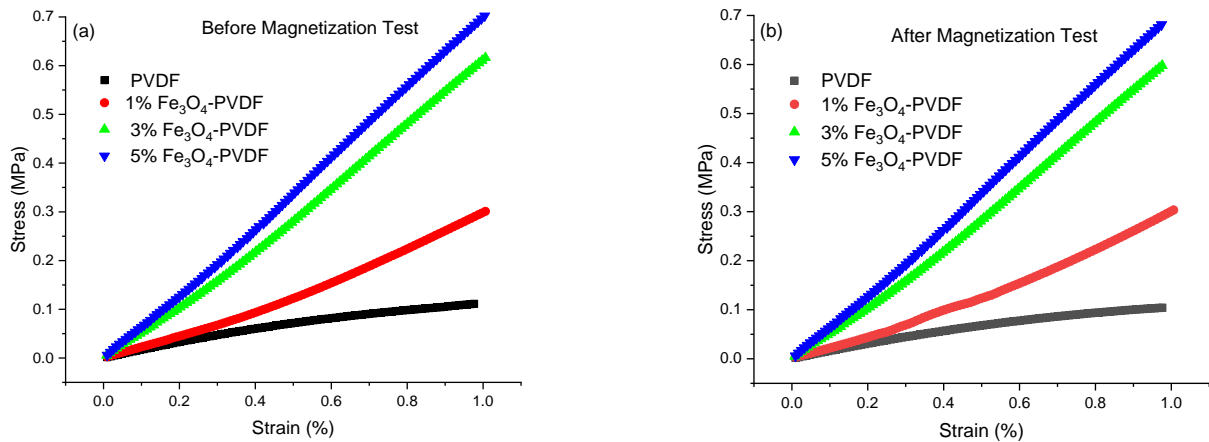 (a)
Before Magnetization Test
PVDF
1% Fe₃O₄-PVDF
3% Fe₃O₄-PVDF
5% Fe₃O₄-PVDF
Stress (MPa)
0.7
0.6
0.5
0.4
0.3
0.2
0.1
0.0
0.0 0.2 0.4 0.6 0.8 1.0
Strain (%)
(b)
After Magnetization Test
PVDF
1% Fe₃O₄-PVDF
3% Fe₃O₄-PVDF
5% Fe₃O₄-PVDF
Stress (MPa)
0.7
0.6
0.5
0.4
0.3
0.2
0.1
0.0
0.0 0.2 0.4 0.6 0.8 1.0
Strain (%)